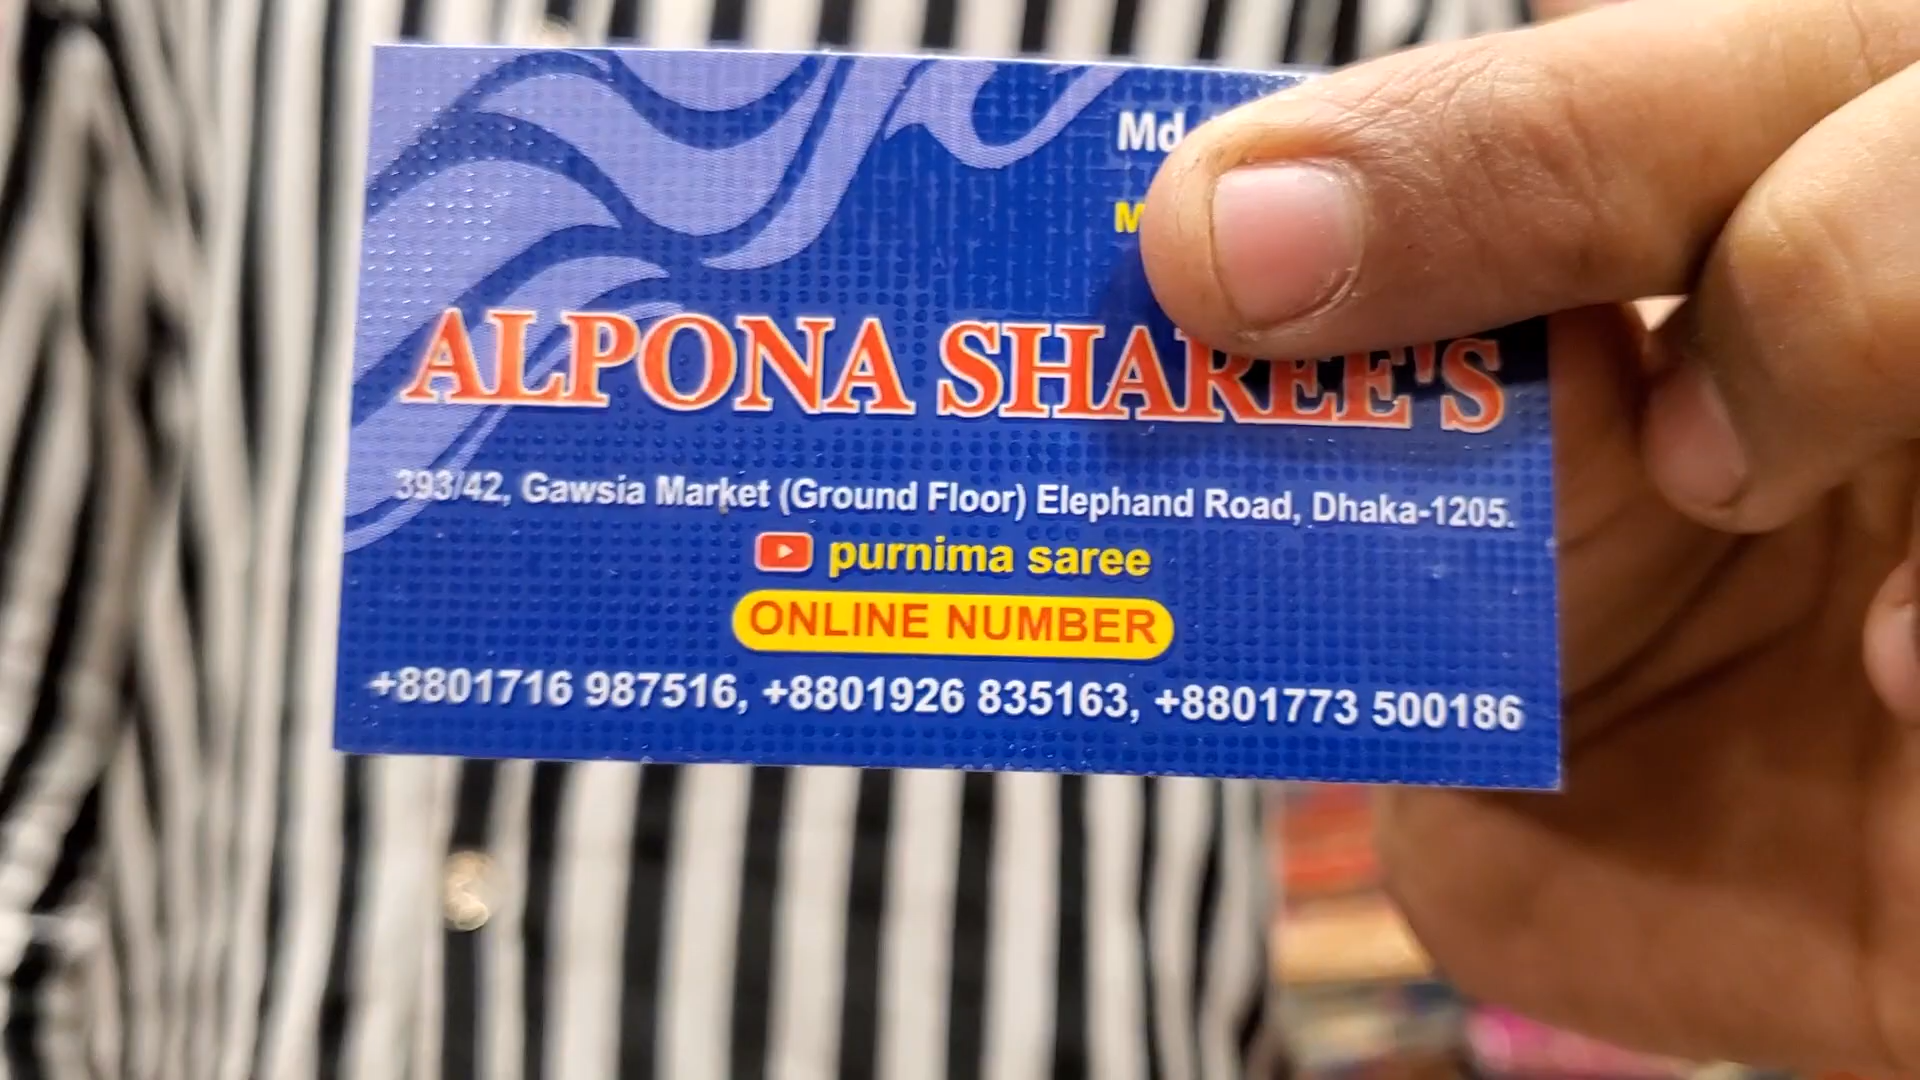 Md.
ALPONA SHAREE'S
393/42, Gawsia Market (Ground Floor) Elephand Road, Dhaka-1205.
purnima saree
ONLINE NUMBER
+8801716 987516, +8801926 835163, +8801773 500186